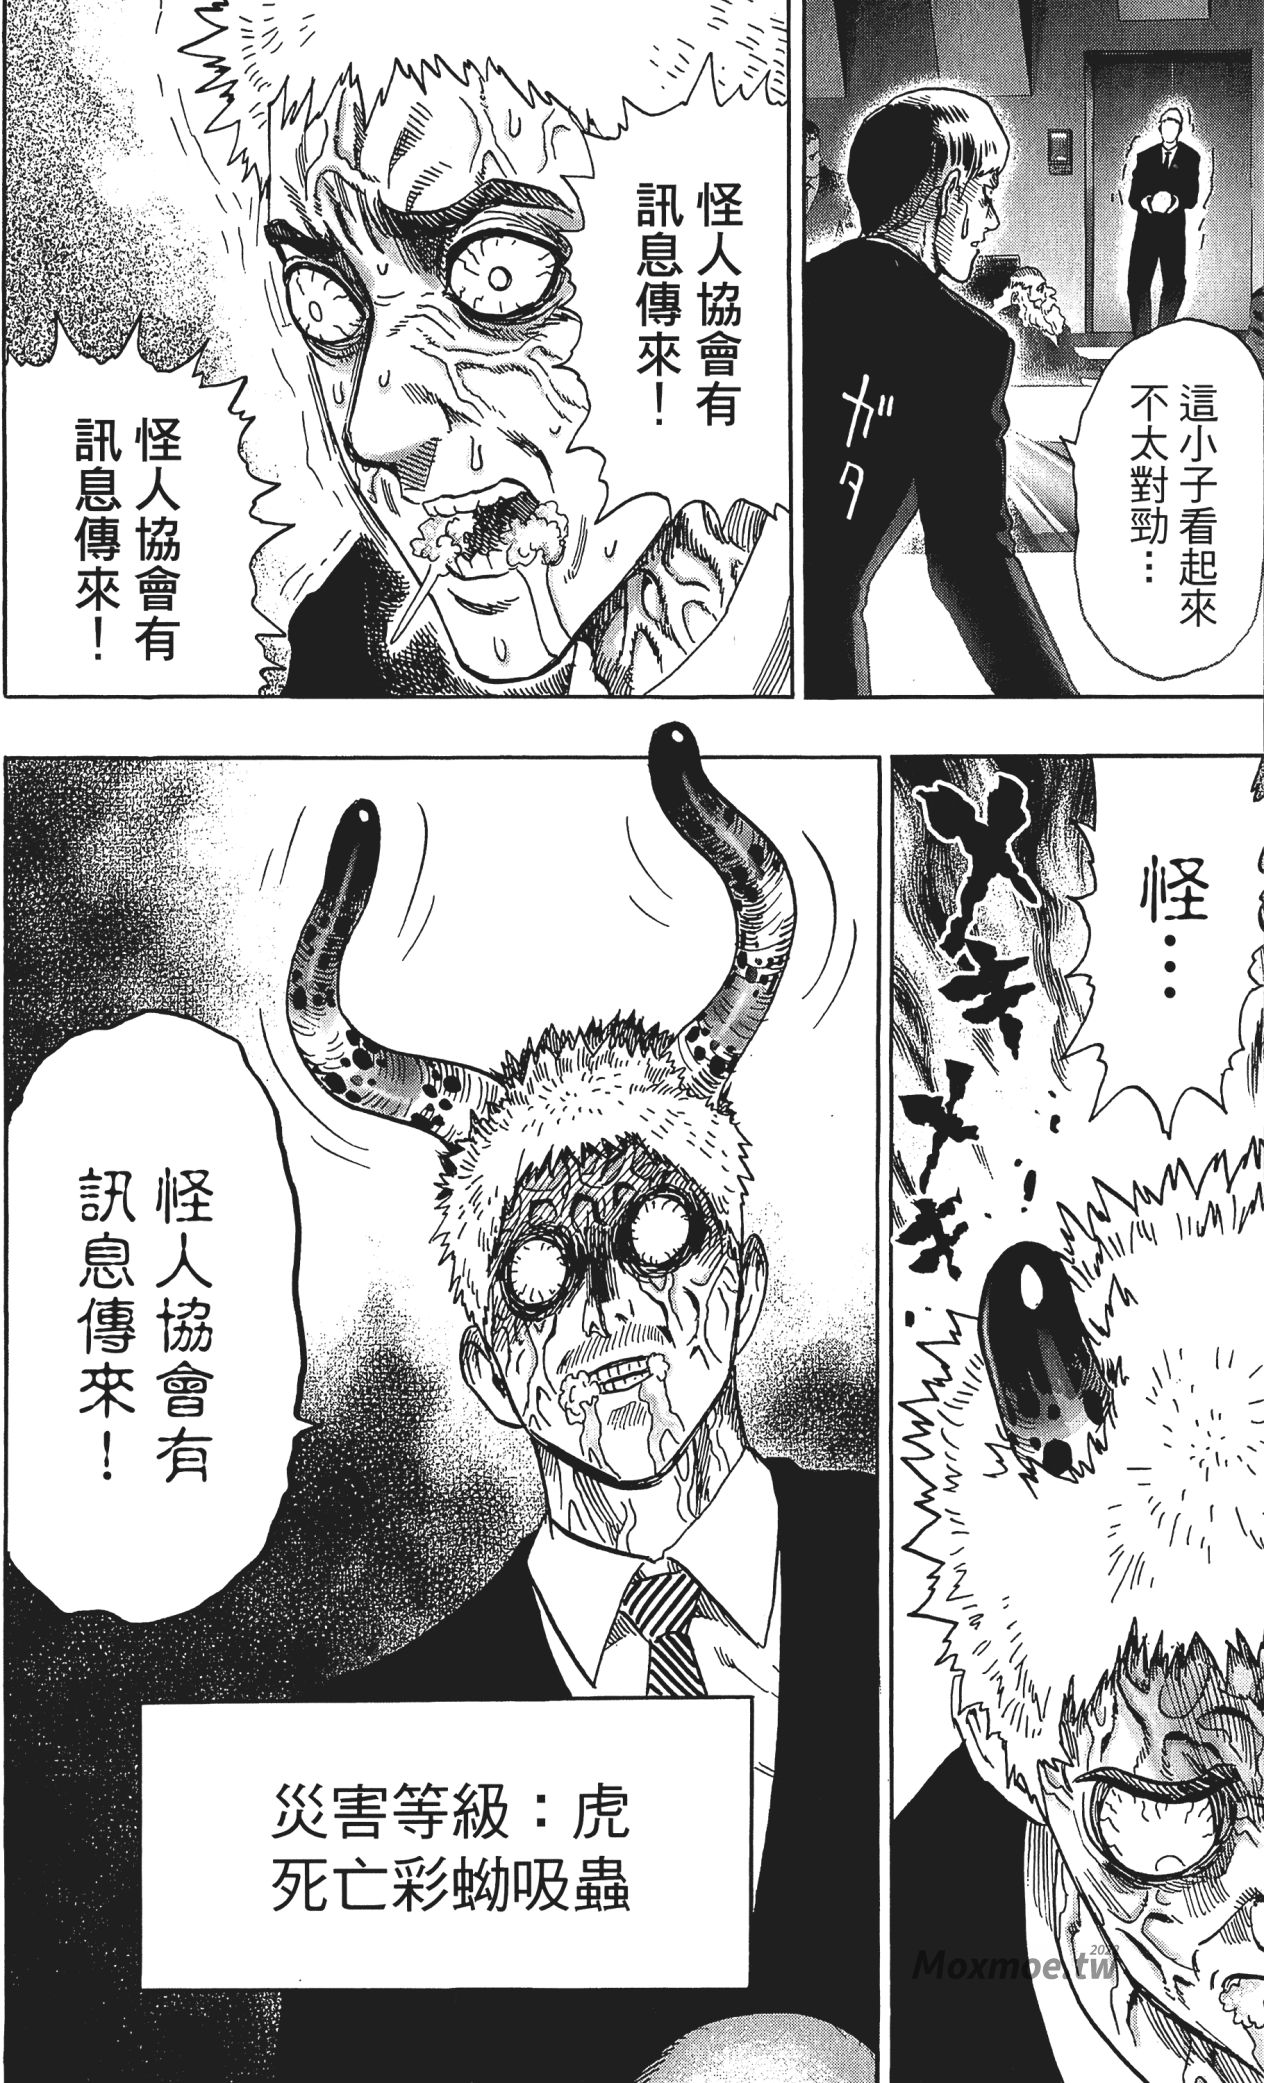 這小子看起來
不太對勁…
ガタ
怪人協會有
訊息傳來！
怪人協會有
訊息傳來！
怪…
メキメキ
怪人協會有
訊息傳來！
災害等級：虎
死亡彩蚴吸蟲
Moxmoe.tw